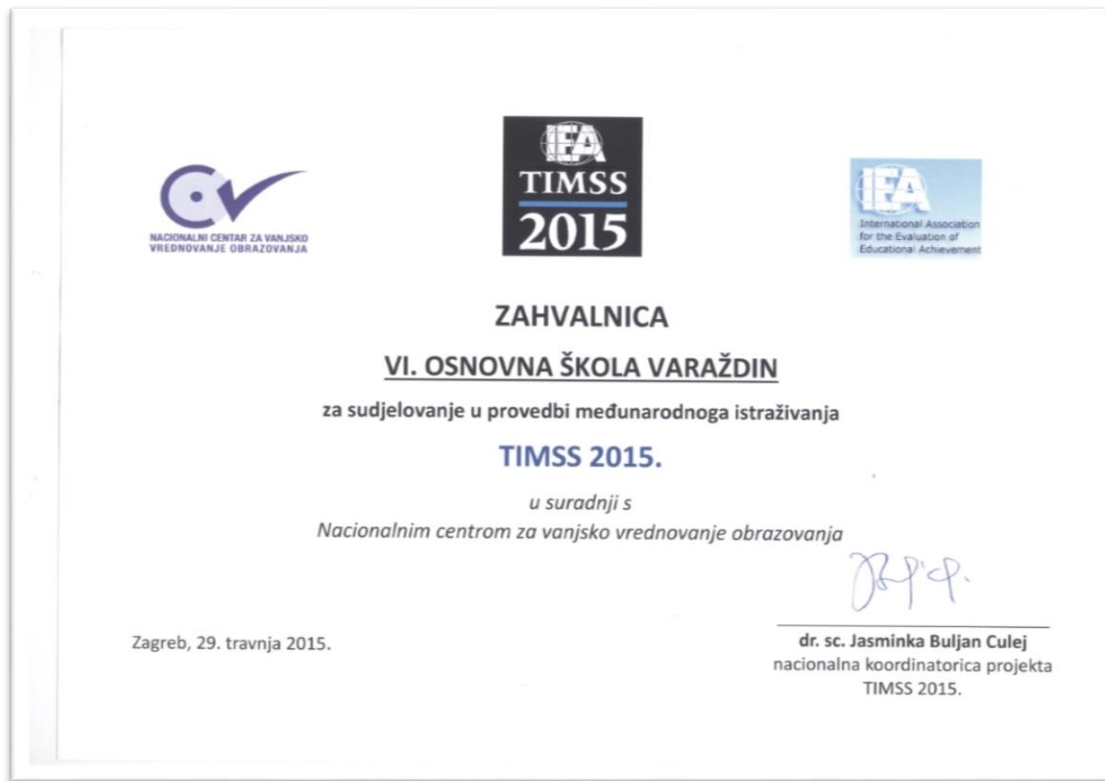 NACIONALNI CENTAR ZA VANJSKO
VREDNOVANJE OBRAZOVANJA
IEA
TIMSS
2015
IEA
International Association
for the Evaluation of
Educational Achievement
ZAHVALNICA
VI. OSNOVNA ŠKOLA VARAŽDIN
za sudjelovanje u provedbi međunarodnoga istraživanja
TIMSS 2015.
u suradnji s
Nacionalnim centrom za vanjsko vrednovanje obrazovanja
Zagreb, 29. travnja 2015.
dr. sc. Jasminka Buljan Culej
nacionalna koordinatorica projekta
TIMSS 2015.